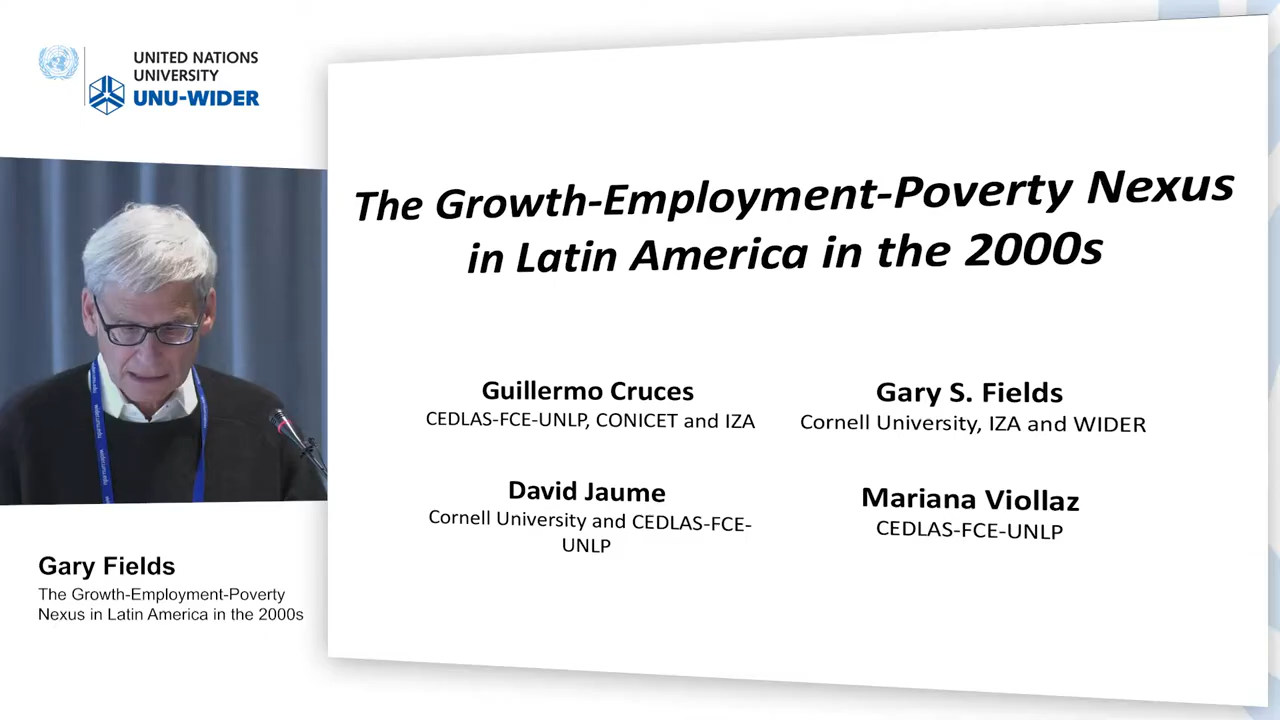 UNITED NATIONS
UNIVERSITY
UNU-WIDER
The Growth-Employment-Poverty Nexus
in Latin America in the 2000s
Guillermo Cruces
CEDLAS-FCE-UNLP, CONICET and IZA
Gary S. Fields
Cornell University, IZA and WIDER
David Jaume
Cornell University and CEDLAS-FCE-
UNLP
Mariana Viollaz
CEDLAS-FCE-UNLP
Gary Fields
The Growth-Employment-Poverty
Nexus in Latin America in the 2000s